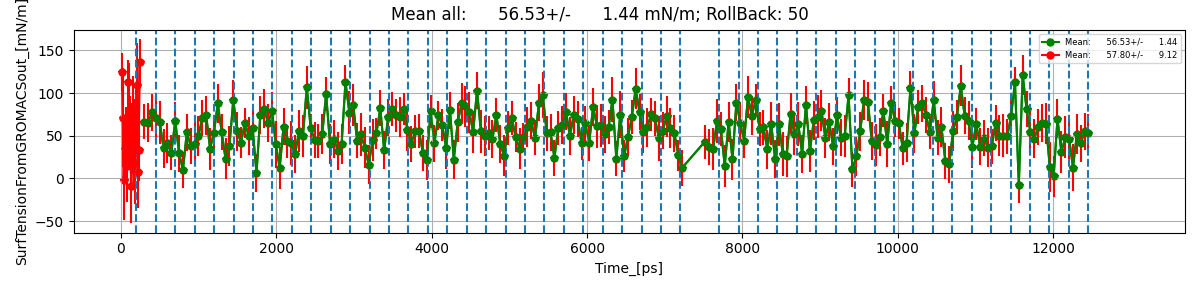 Mean all: 56.53+/- 1.44 mN/m; RollBack: 50
SurfTensionFromGROMACSout_[mN/m]
150
100
50
0
−50
Mean: 56.53+/- 1.44
Mean: 57.80+/- 9.12
0 2000 4000 6000 8000 10000 12000
Time_[ps]